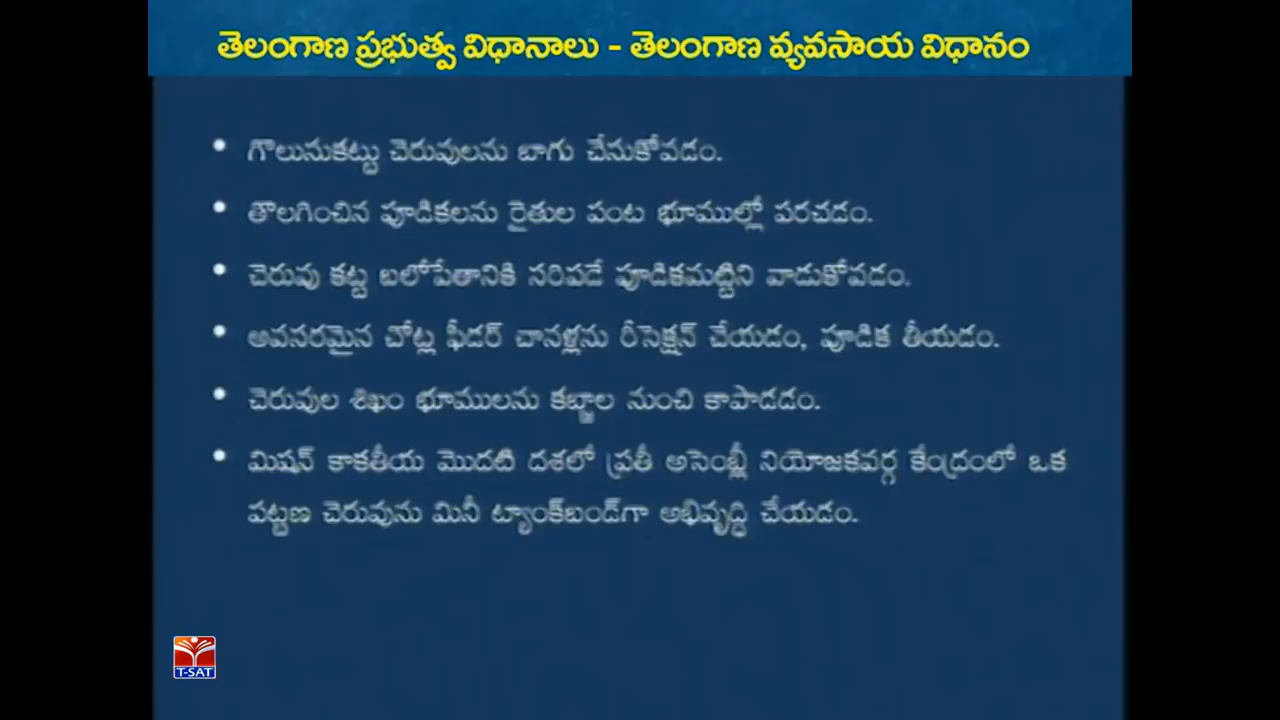 తెలంగాణ ప్రభుత్వ విధానాలు - తెలంగాణ వ్యవసాయ విధానం
• గొలుసుకట్టు చెరువులను బాగు చేసుకోవడం.
• తొలగించిన పూడికలను రైతుల పంట భూముల్లో పరచడం.
• చెరువు కట్ట బలోపేతానికి సరిపడే పూడికమట్టిని వాడుకోవడం.
• అవసరమైన చోట్ల ఫీడర్ చానళ్లను రీసెక్షన్ చేయడం, పూడిక తీయడం.
• చెరువుల శిఖం భూములను కబ్జాల నుంచి కాపాడడం.
• మిషన్ కాకతీయ మొదటి దశలో ప్రతీ అసెంబ్లీ నియోజకవర్గ కేంద్రంలో ఒక
పట్టణ చెరువును మినీ ట్యాంక్‌బండ్‌గా అభివృద్ధి చేయడం.
T-SAT